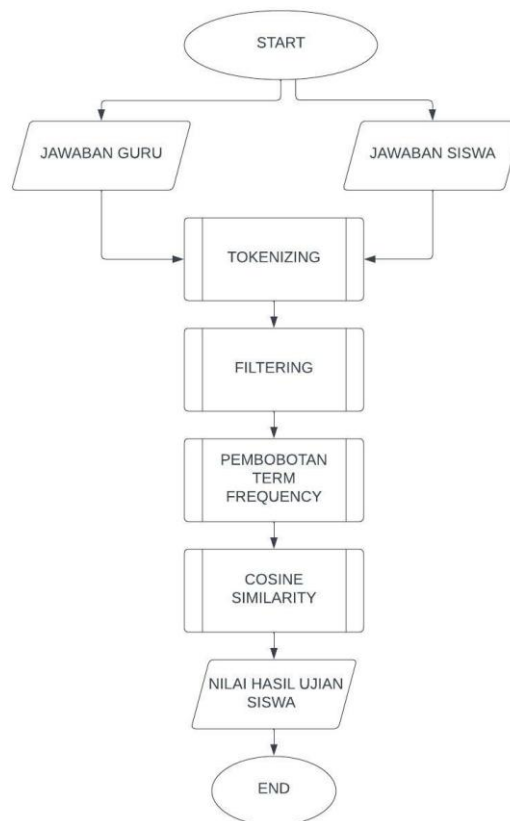 START
JAWABAN GURU
JAWABAN SISWA
TOKENIZING
FILTERING
PEMBOBOTAN
TERM
FREQUENCY
COSINE
SIMILARITY
NILAI HASIL UJIAN
SISWA
END